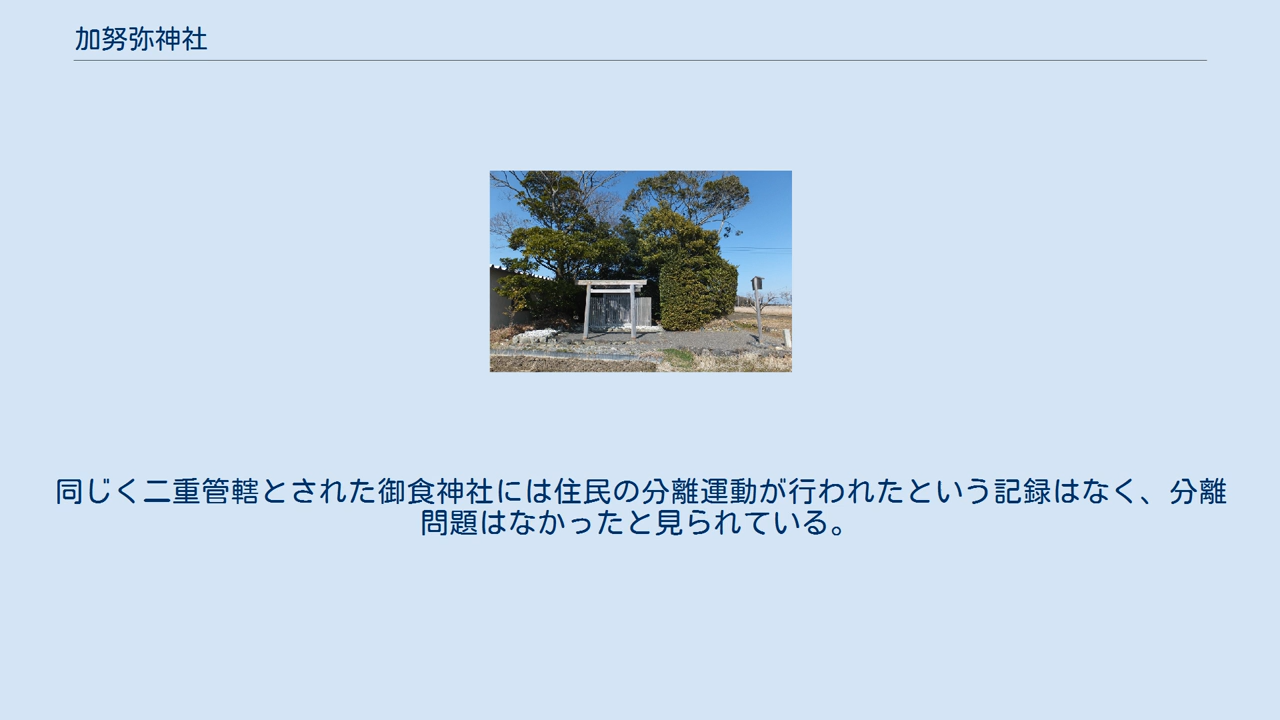 加努弥神社
同じく二重管轄とされた御食神社には住民の分離運動が行われたという記録はなく、分離
問題はなかったと見られている。